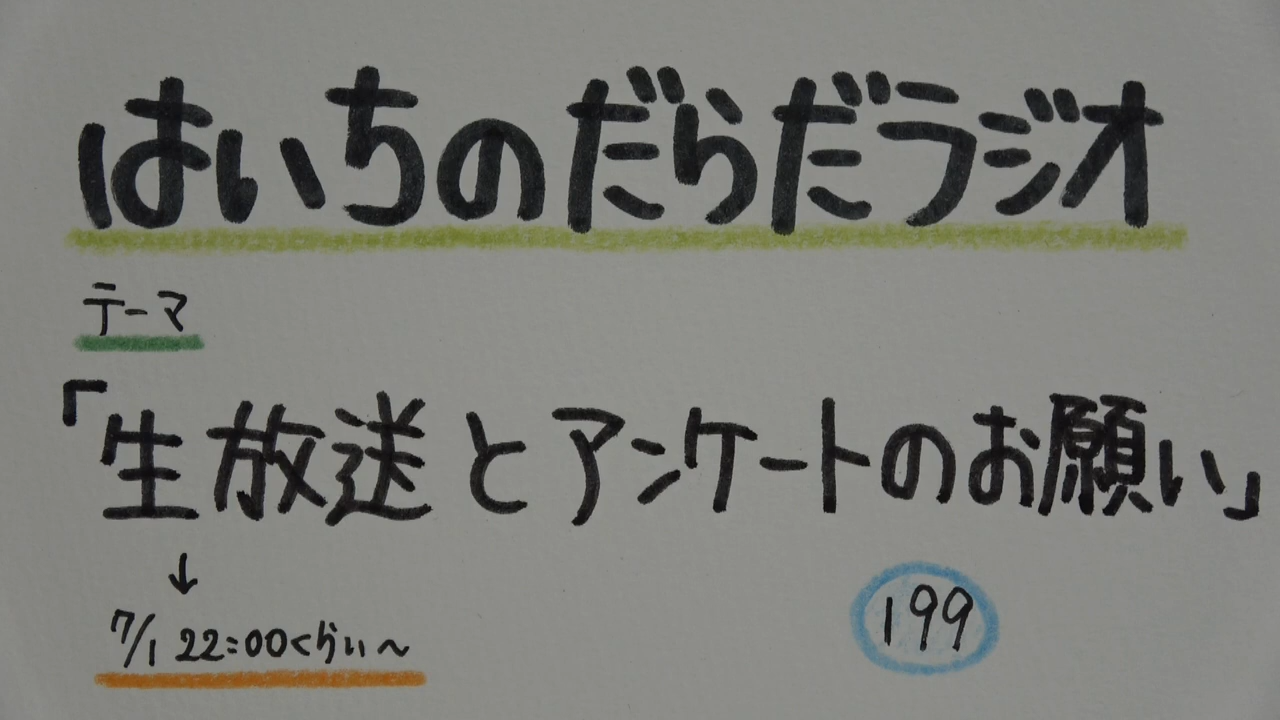 はいちのだらだラジオ
テーマ
「生放送とアンケートのお願い」
↓
7/1 22:00くらい〜
199